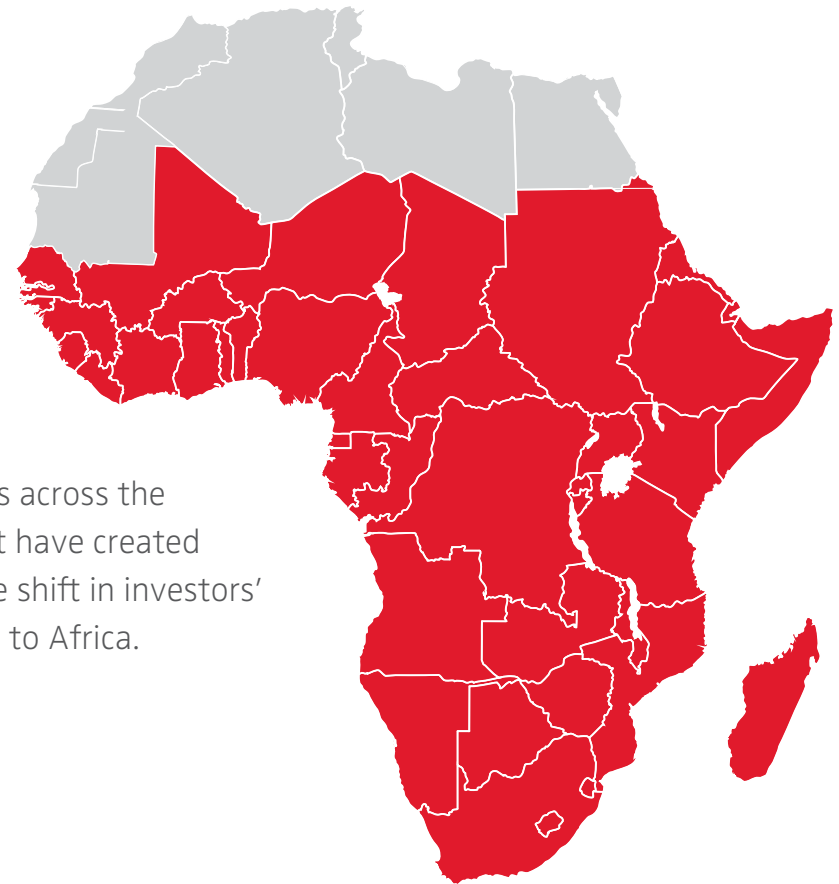 s across the
t have created
e shift in investors’
to Africa.